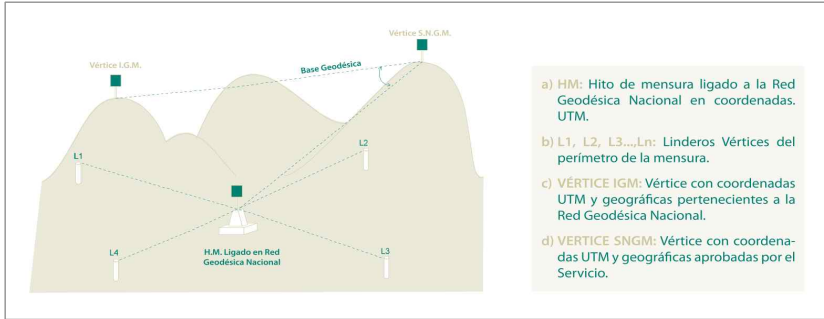 Vértice S.N.G.M.
Vértice I.G.M.
Base Geodésica
L1
L2
L4
L3
H.M. Ligado en Red
Geodésica Nacional
a) HM: Hito de mensura ligado a la Red
Geodésica Nacional en coordenadas.
UTM.
b) L1, L2, L3...,Ln: Linderos Vértices del
perímetro de la mensura.
c) VÉRTICE IGM: Vértice con coordenadas
UTM y geográficas pertenecientes a la
Red Geodésica Nacional.
d) VERTICE SNGM: Vértice con coordena-
das UTM y geográficas aprobadas por el
Servicio.